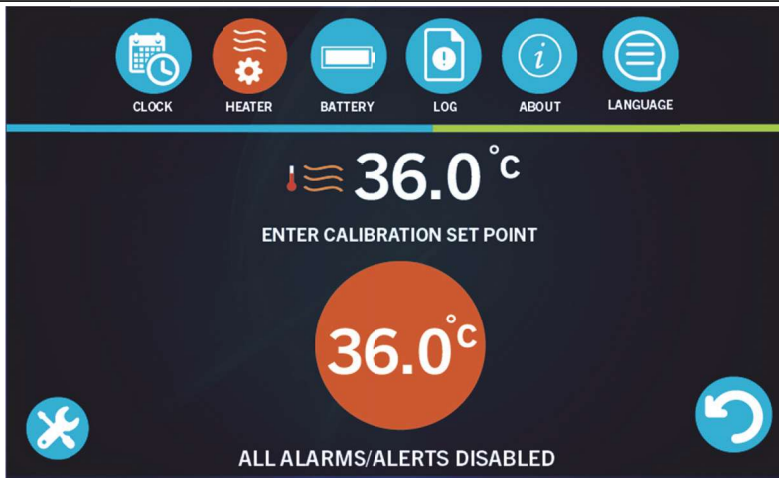 CLOCK HEATER BATTERY LOG ABOUT LANGUAGE
36.0°C
ENTER CALIBRATION SET POINT
36.0°C
ALL ALARMS/ALERTS DISABLED